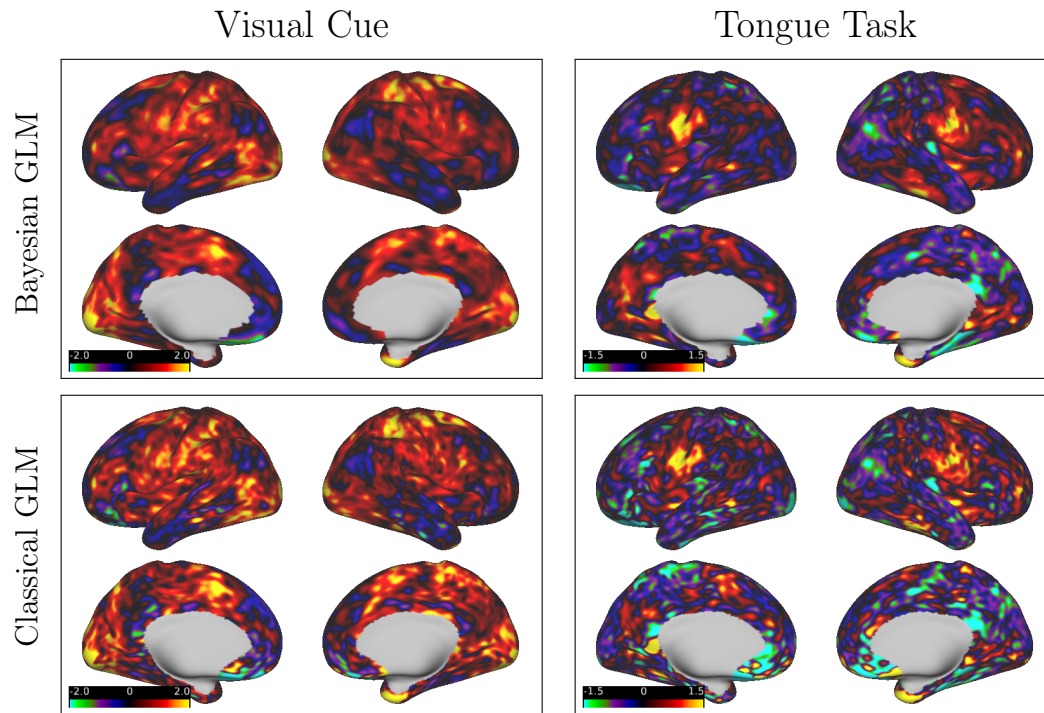 Visual Cue
Tongue Task
Bayesian GLM
-2.0 0 2.0
-1.5 0 1.5
Classical GLM
-2.0 0 2.0
-1.5 0 1.5